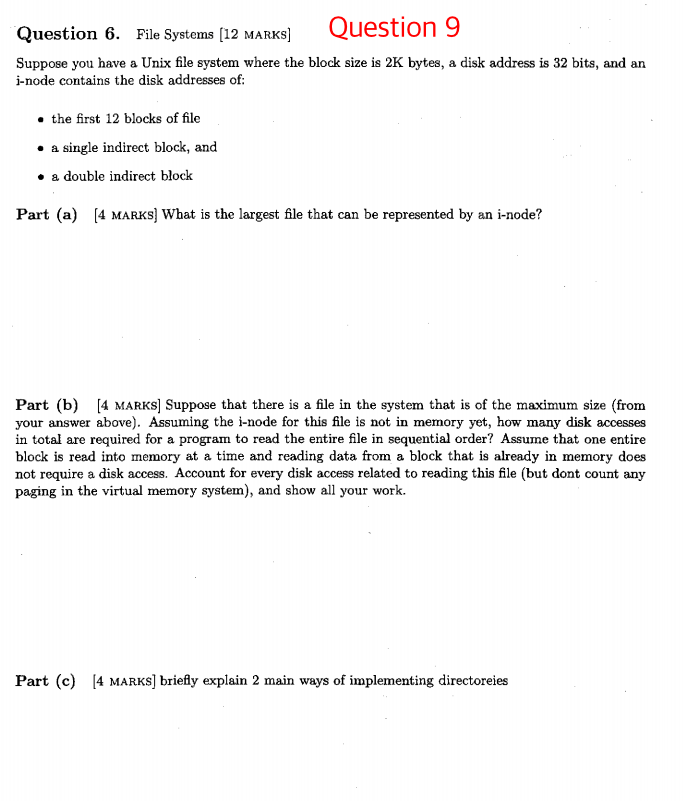 Question 6. File Systems [12 MARKS] Question 9
Suppose you have a Unix file system where the block size is 2K bytes, a disk address is 32 bits, and an
i-node contains the disk addresses of:
• the first 12 blocks of file
• a single indirect block, and
• a double indirect block
Part (a) [4 MARKS] What is the largest file that can be represented by an i-node?
Part (b) [4 MARKS] Suppose that there is a file in the system that is of the maximum size (from
your answer above). Assuming the i-node for this file is not in memory yet, how many disk accesses
in total are required for a program to read the entire file in sequential order? Assume that one entire
block is read into memory at a time and reading data from a block that is already in memory does
not require a disk access. Account for every disk access related to reading this file (but dont count any
paging in the virtual memory system), and show all your work.
Part (c) [4 MARKS] briefly explain 2 main ways of implementing directoreies